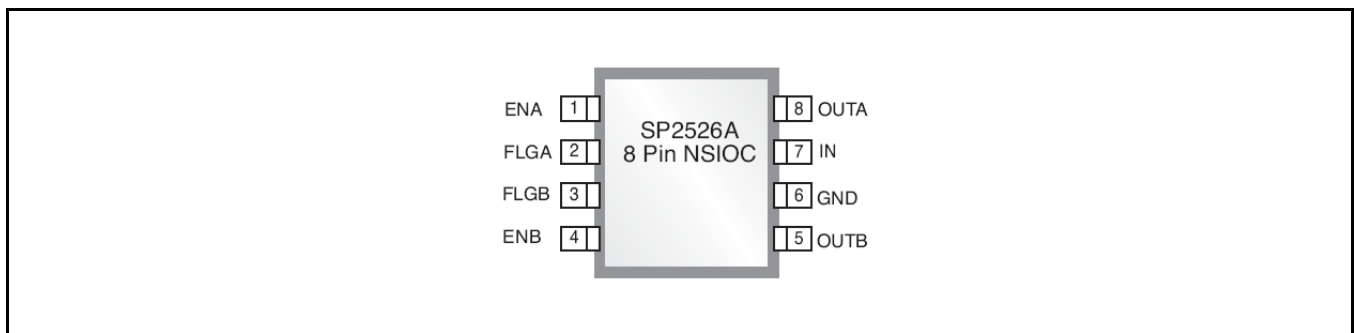 ENA 1
FLGA 2
FLGB 3
ENB 4
SP2526A
8 Pin NSIOC
8 OUTA
7 IN
6 GND
5 OUTB